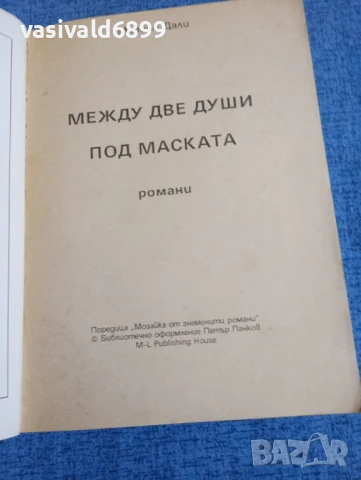 vasivald6899
Дали
МЕЖДУ ДВЕ ДУШИ
ПОД МАСКАТА
романи
Поредица „Мозайка от знаменити романи"
© Библиотечно оформление Петър Панков
M-L Publishing House
BAZAR